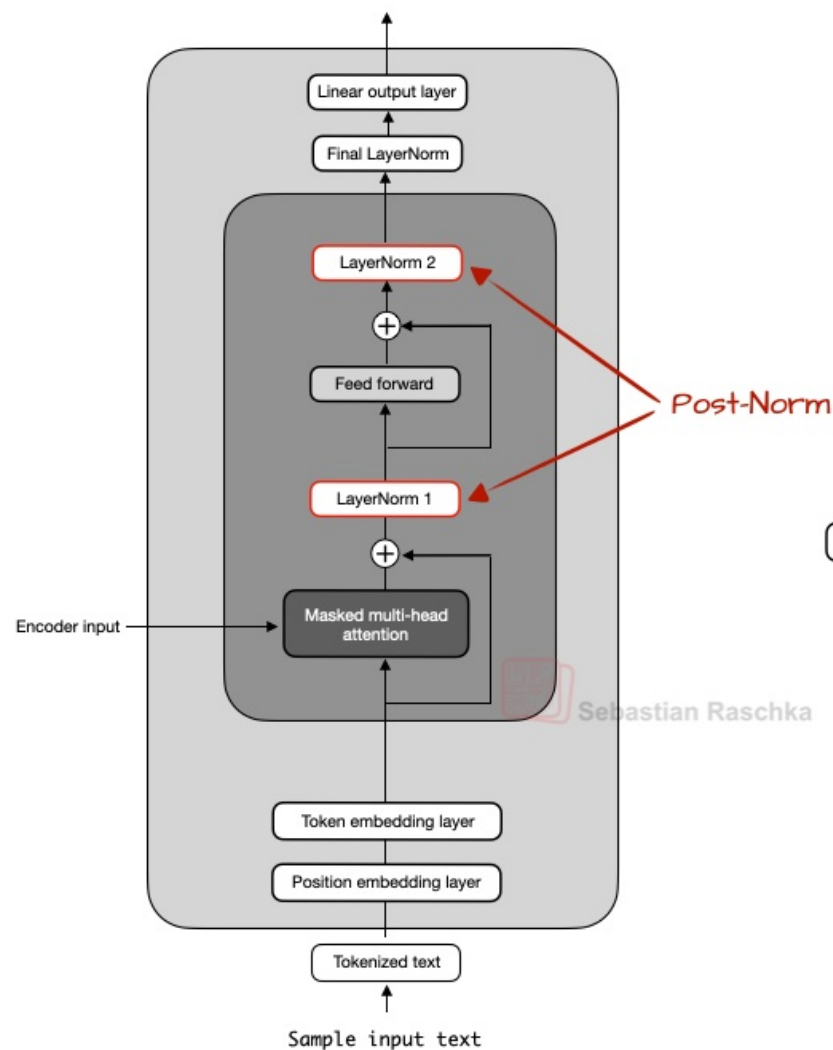 Linear output layer
Final LayerNorm
LayerNorm 2
Feed forward
Post-Norm
LayerNorm 1
Masked multi-head
attention
Encoder input
Sebastian Raschka
Token embedding layer
Position embedding layer
Tokenized text
Sample input text